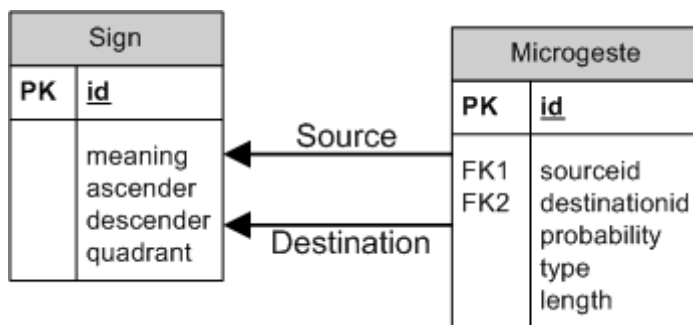 Sign
PK id
meaning
ascender
descender
quadrant
Source
Destination
Microgeste
PK id
FK1 sourceid
FK2 destinationid
probability
type
length